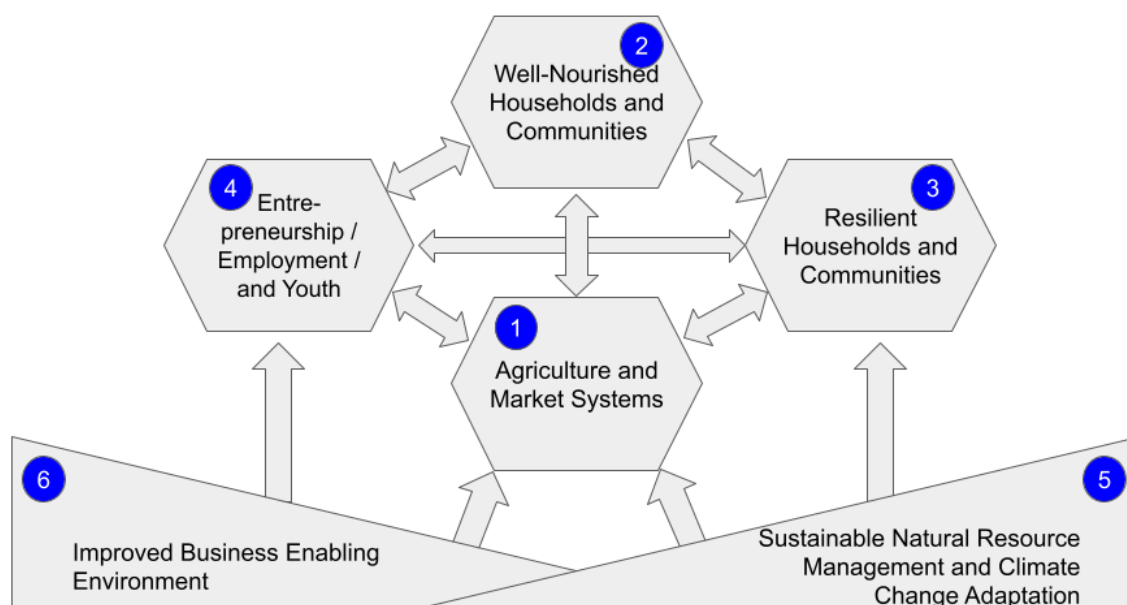 2
Well-Nourished
Households and
Communities
4
Entre-
preneurship /
Employment /
and Youth
3
Resilient
Households and
Communities
1
Agriculture and
Market Systems
6
Improved Business Enabling
Environment
5
Sustainable Natural Resource
Management and Climate
Change Adaptation